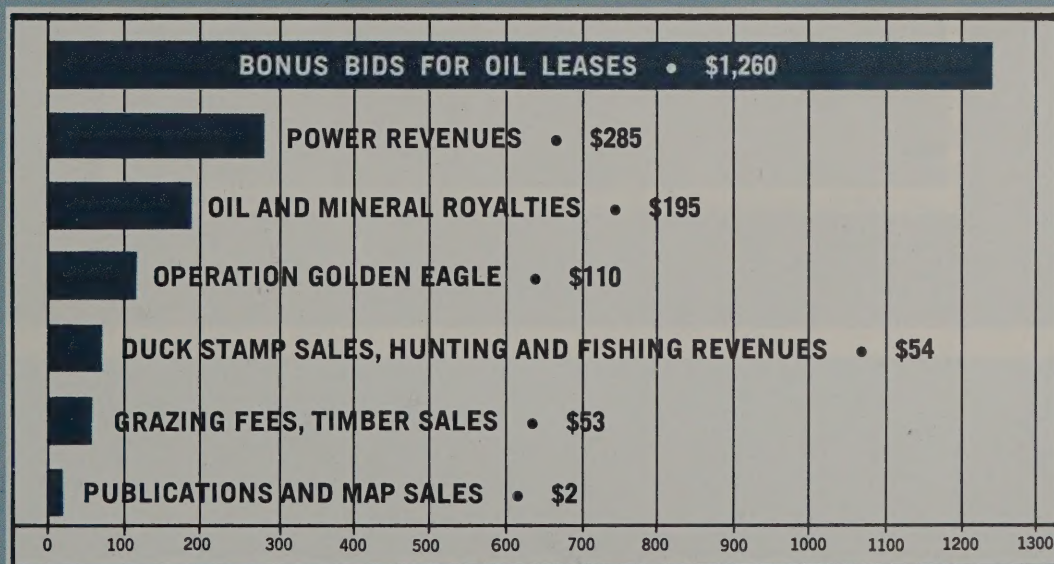 BONUS BIDS FOR OIL LEASES • $1,260
POWER REVENUES • $285
OIL AND MINERAL ROYALTIES • $195
OPERATION GOLDEN EAGLE • $110
DUCK STAMP SALES, HUNTING AND FISHING REVENUES • $54
GRAZING FEES, TIMBER SALES • $53
PUBLICATIONS AND MAP SALES • $2
0 100 200 300 400 500 600 700 800 900 1000 1100 1200 1300